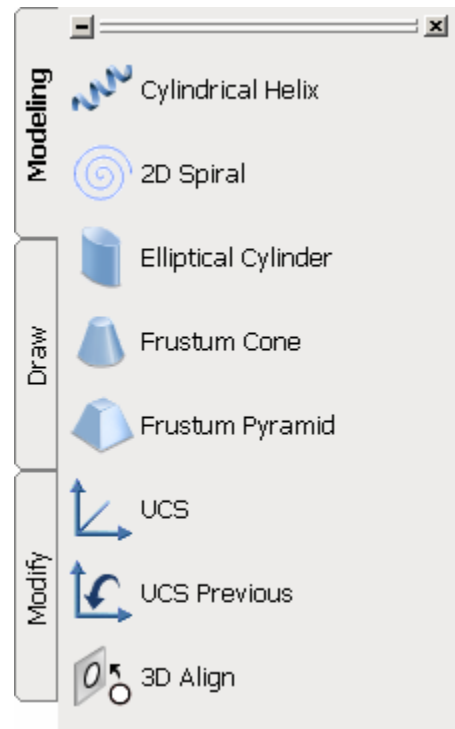 Modeling
Draw
Modify
Cylindrical Helix
2D Spiral
Elliptical Cylinder
Frustum Cone
Frustum Pyramid
UCS
UCS Previous
3D Align